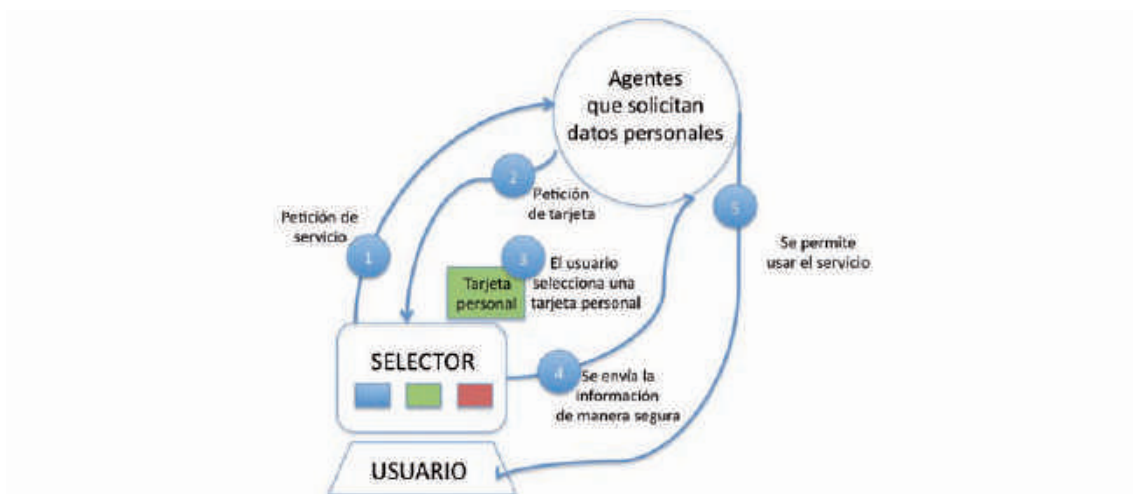 Agentes
que solicitan
datos personales
2
Petición
de tarjeta
5
Petición de
servicio
1
Se permite
usar el servicio
3
El usuario
selecciona una
tarjeta personal
Tarjeta
personal
SELECTOR
4
Se envía la
información
de manera segura
USUARIO